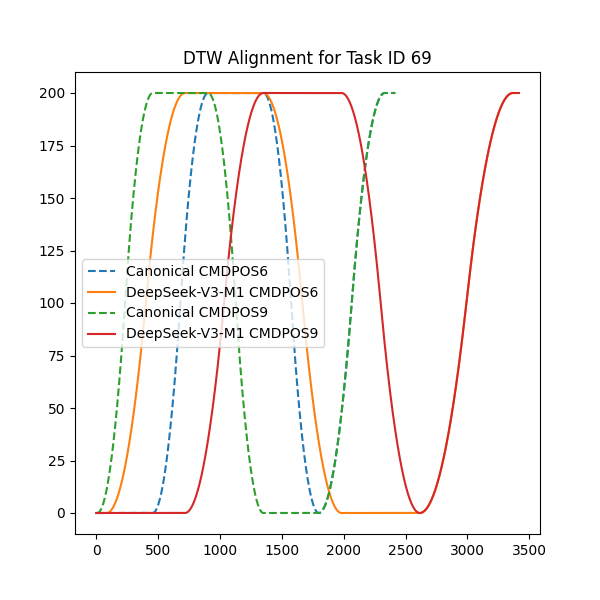 DTW Alignment for Task ID 69
200
175
150
125
100
75
50
25
0
Canonical CMDPOS6
DeepSeek-V3-M1 CMDPOS6
Canonical CMDPOS9
DeepSeek-V3-M1 CMDPOS9
0 500 1000 1500 2000 2500 3000 3500